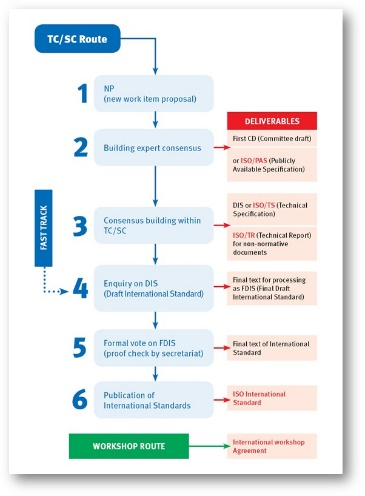 TC/SC Route
1
NP
(new work item proposal)
DELIVERABLES
2
Building expert consensus
First CD (Committee draft)
or ISO/PAS (Publicly
Available Specification)
FAST TRACK
3
Consensus building within
TC/SC
DIS or ISO/TS (Technical
Specification)
ISO/TR (Technical Report)
for non-normative
documents
4
Enquiry on DIS
(Draft International Standard)
Final text for processing
as FDIS (Final Draft
International Standard)
5
Formal vote on FDIS
(proof check by secretariat)
Final text of International
Standard
6
Publication of
International Standards
ISO International
Standard
WORKSHOP ROUTE
International workshop
Agreement